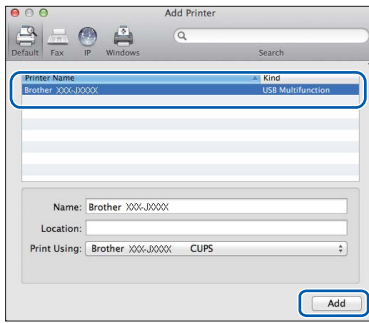 Add Printer
Default Fax IP Windows Search
Printer Name Kind
Brother XXX-JXXXX USB Multifunction
Name: Brother XXX-JXXXX
Location:
Print Using: Brother XXX-JXXXX CUPS
Add